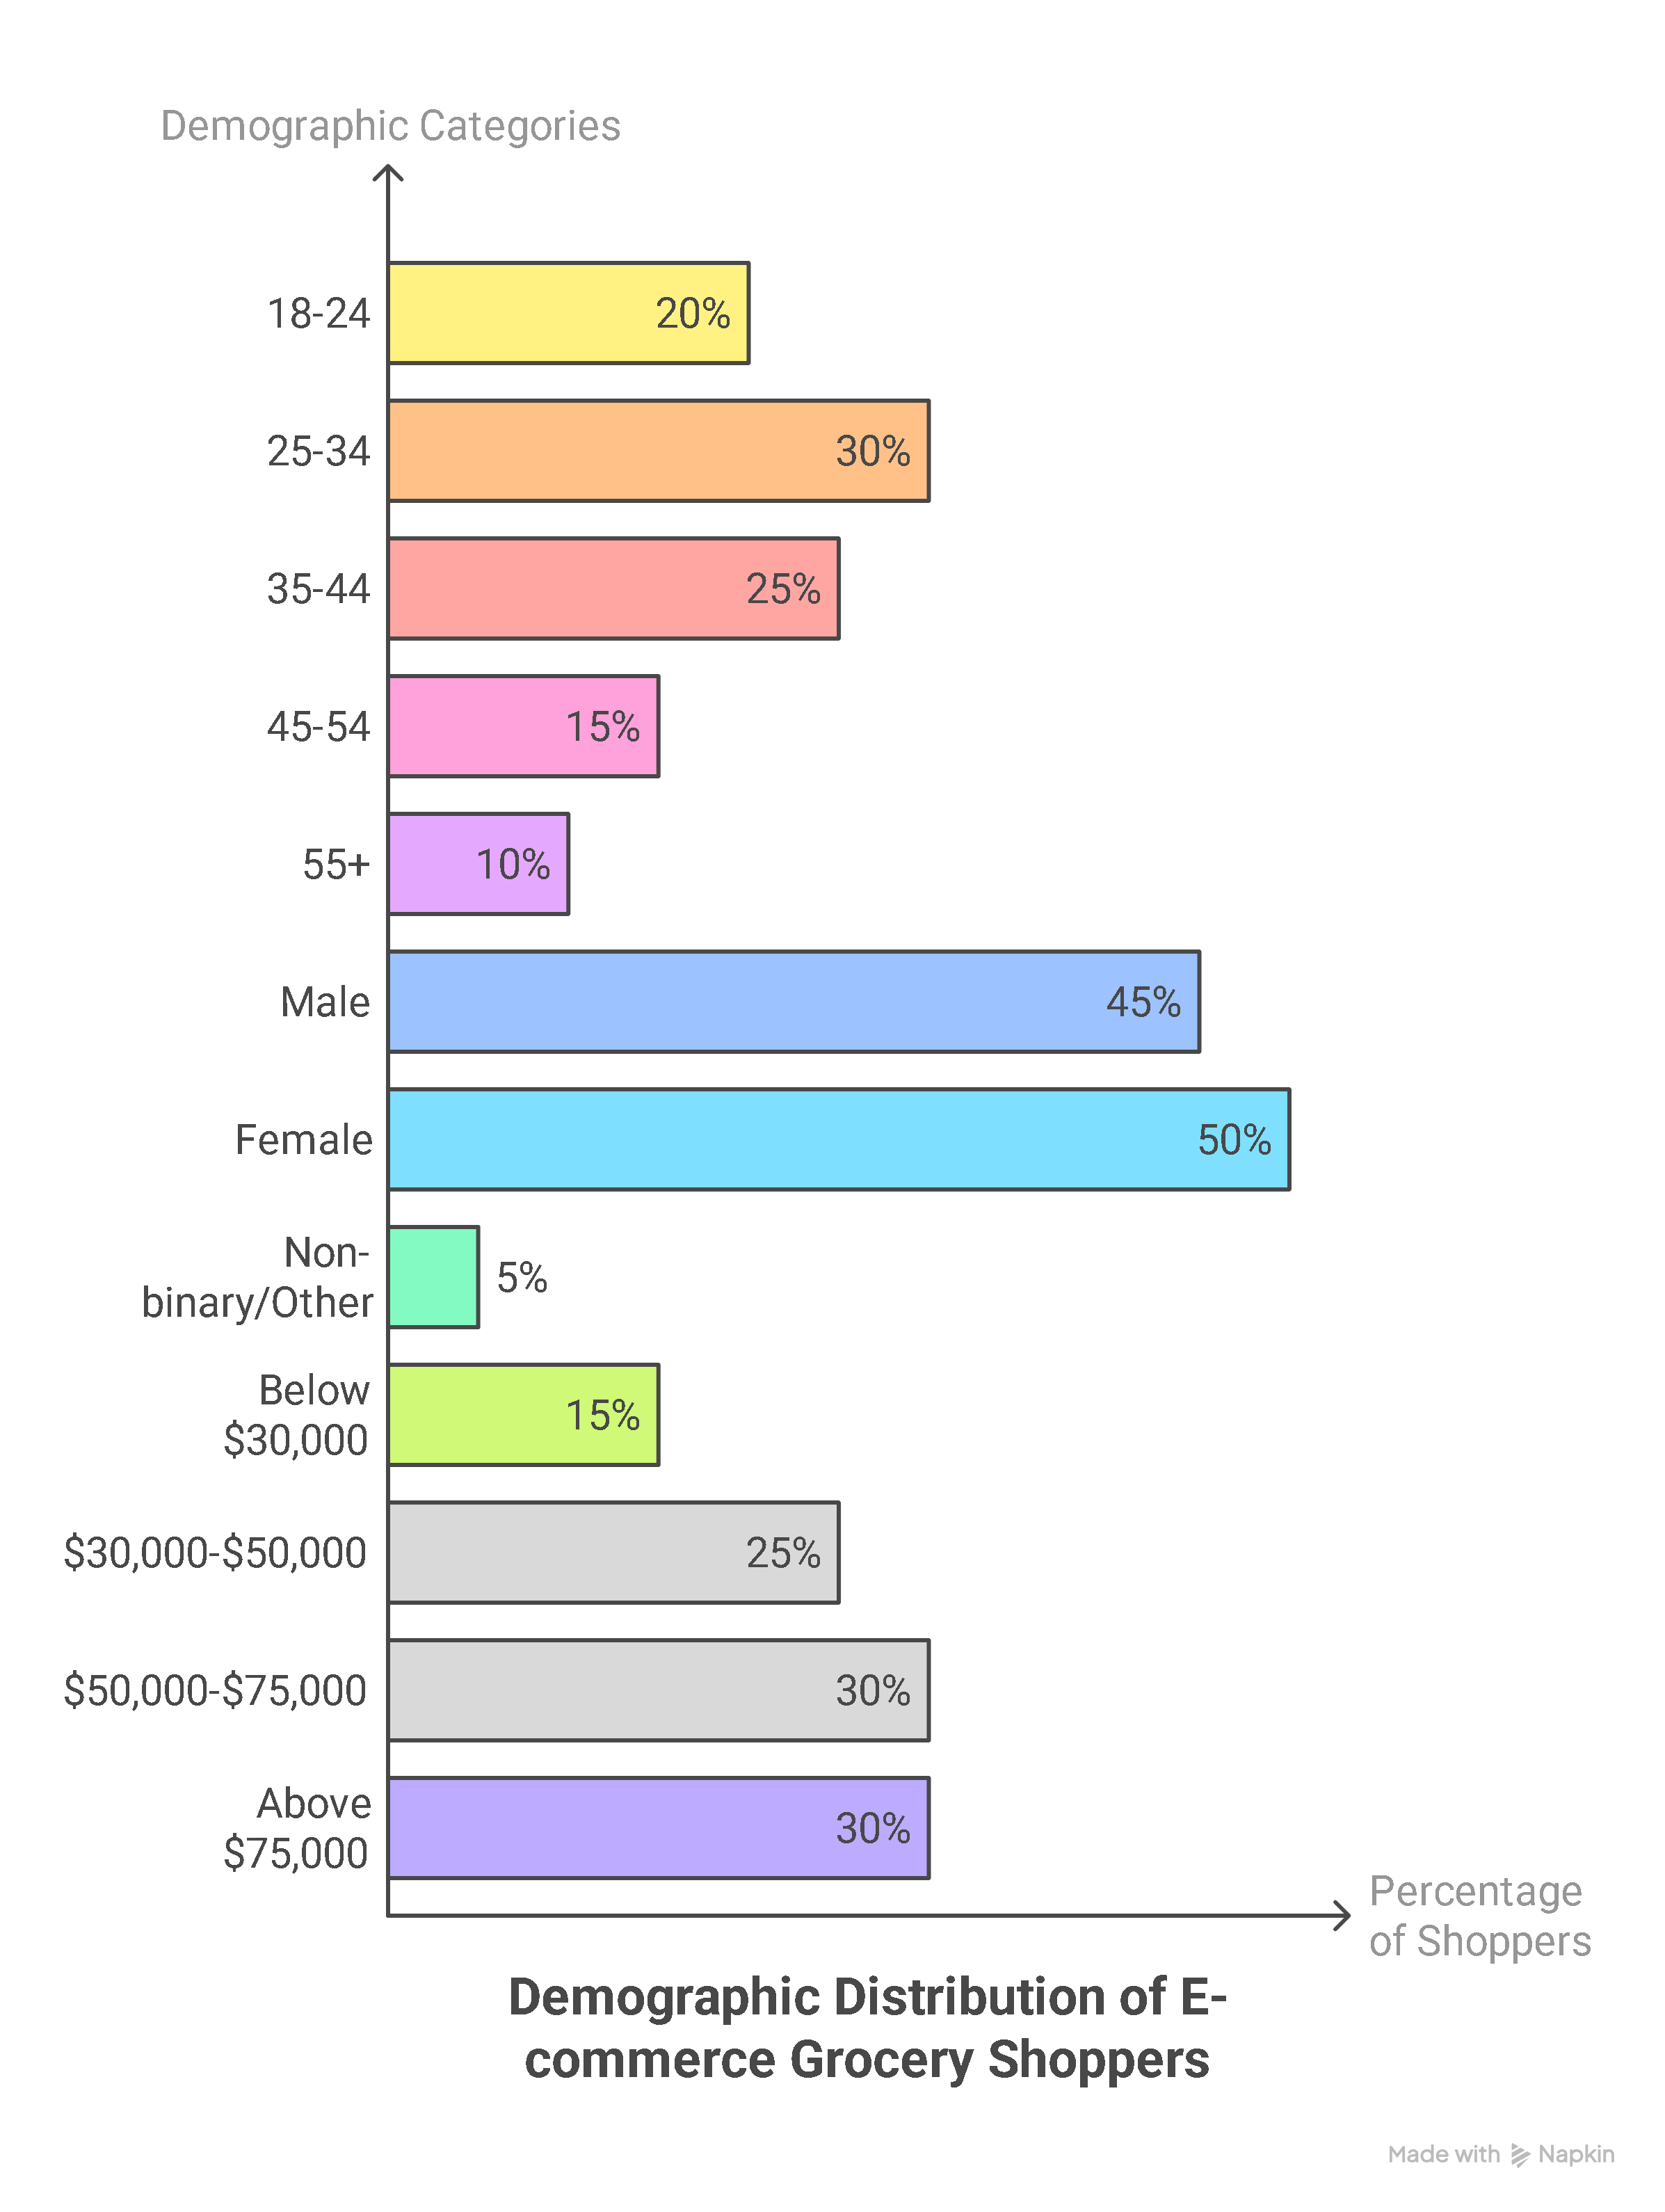 Demographic Categories
18-24
20%
25-34
30%
35-44
25%
45-54
15%
55+
10%
Male
45%
Female
50%
Non-
binary/Other
5%
Below
$30,000
15%
$30,000-$50,000
25%
$50,000-$75,000
30%
Above
$75,000
30%
Percentage
of Shoppers
Demographic Distribution of E-
commerce Grocery Shoppers
Made with Napkin